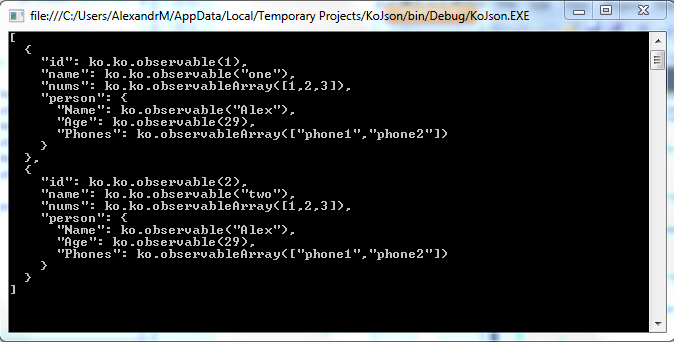 file:///C:/Users/AlexandrM/AppData/Local/Temporary Projects/KoJson/bin/Debug/KoJson.EXE
[
  {
    "id": ko.ko.observable(1),
    "name": ko.ko.observable("one"),
    "nums": ko.observableArray([1,2,3]),
    "person": {
      "Name": ko.ko.observable("Alex"),
      "Age": ko.ko.observable(29),
      "Phones": ko.observableArray(["phone1","phone2"])
    }
  },
  {
    "id": ko.ko.observable(2),
    "name": ko.ko.observable("two"),
    "nums": ko.observableArray([1,2,3]),
    "person": {
      "Name": ko.ko.observable("Alex"),
      "Age": ko.ko.observable(29),
      "Phones": ko.observableArray(["phone1","phone2"])
    }
  }
]